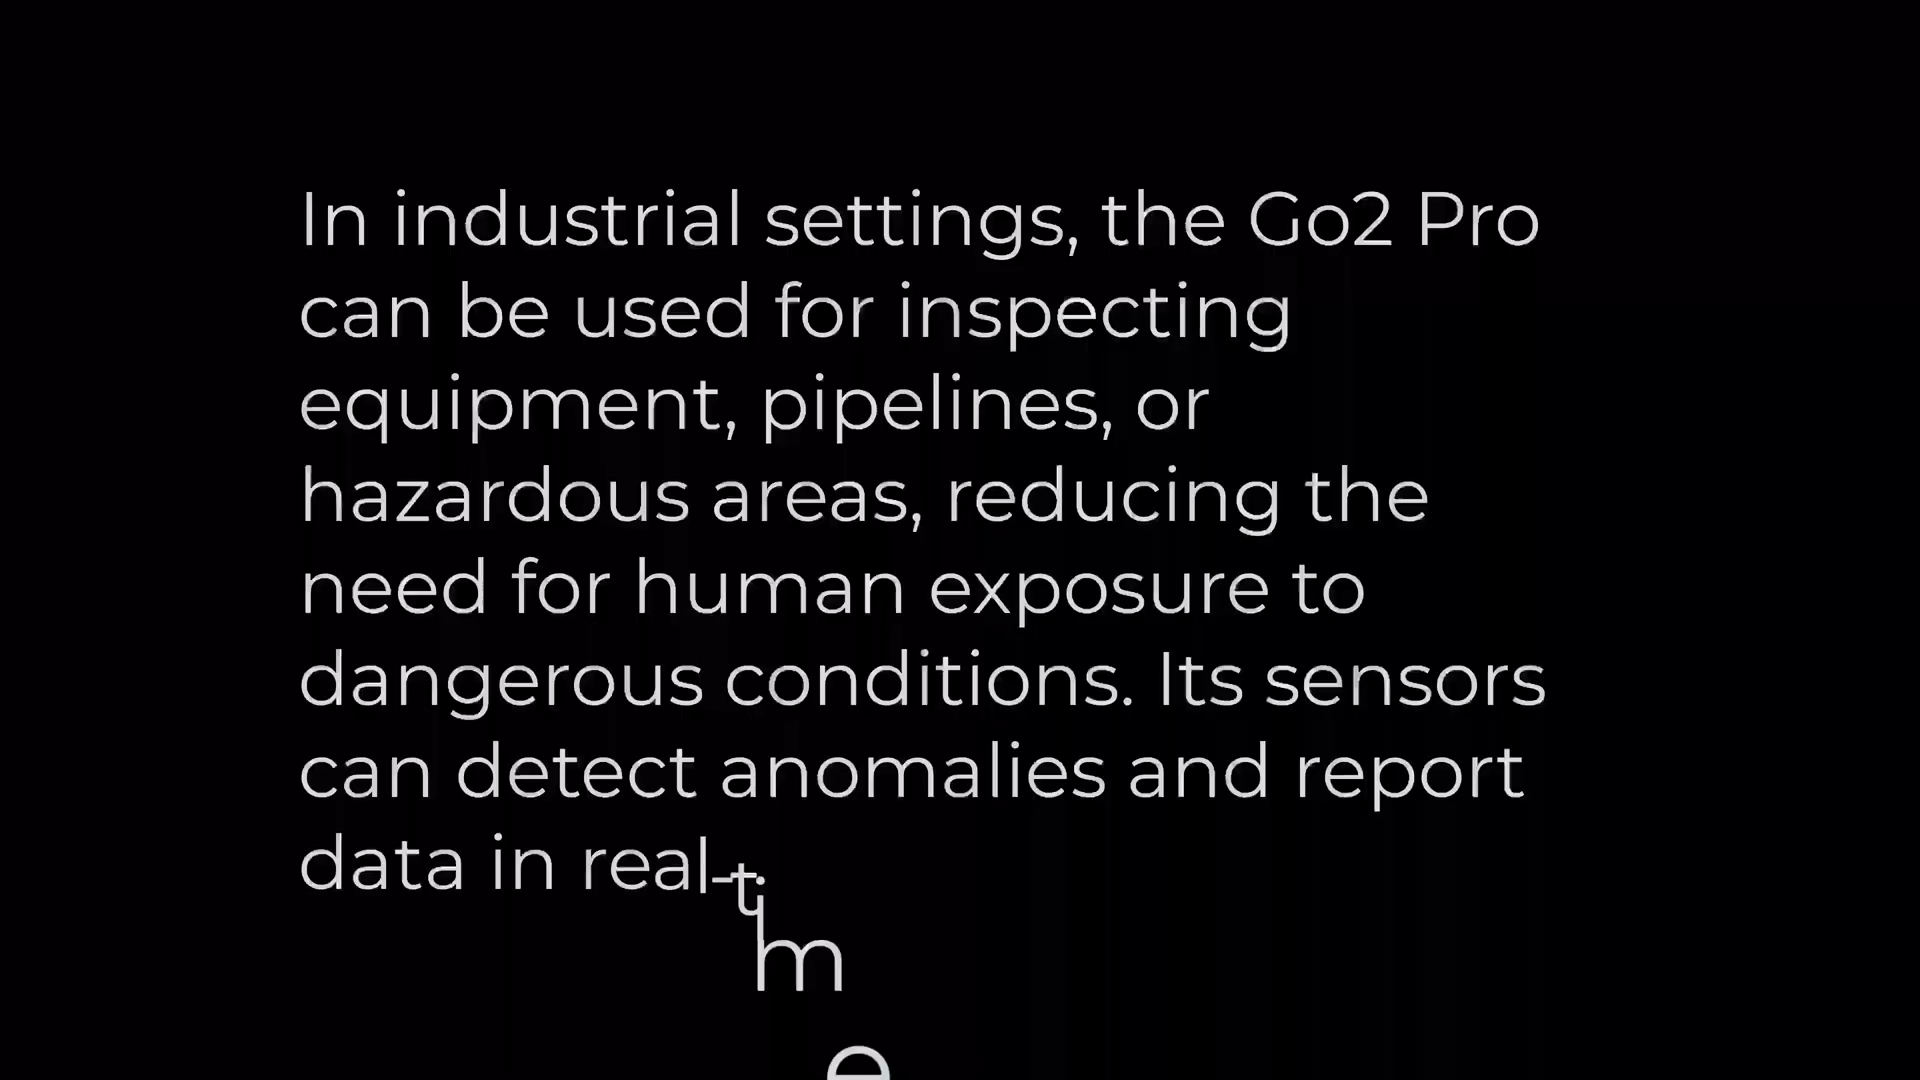 In industrial settings, the Go2 Pro
can be used for inspecting
equipment, pipelines, or
hazardous areas, reducing the
need for human exposure to
dangerous conditions. Its sensors
can detect anomalies and report
data in real-time